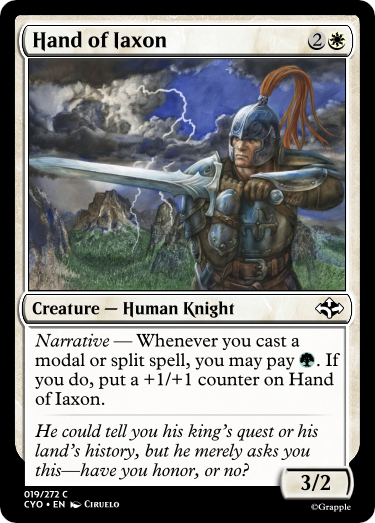 Hand of Iaxon 2
Creature — Human Knight
Narrative — Whenever you cast a
modal or split spell, you may pay . If
you do, put a +1/+1 counter on Hand
of Iaxon.
He could tell you his king's quest or his
land's history, but he merely asks you
this—have you honor, or no?
3/2
019/272 C
CYO • EN Ciruelo
©Grapple